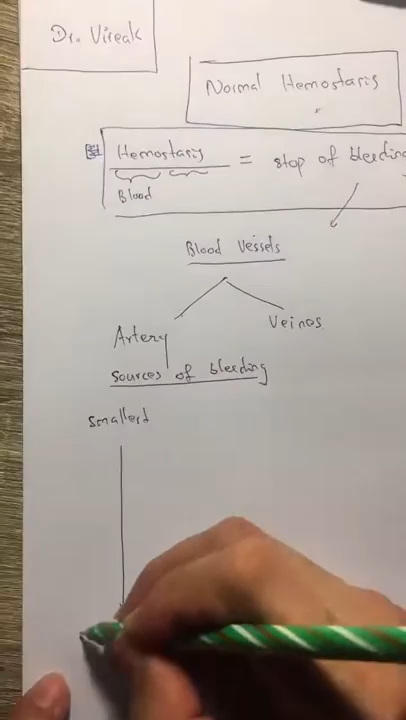 Dr. Vireak
Normal Hemostasis
Hemostasis = stop of bleeding
Blood
Blood Vessels
Artery
Veines
sources of bleeding
smallest